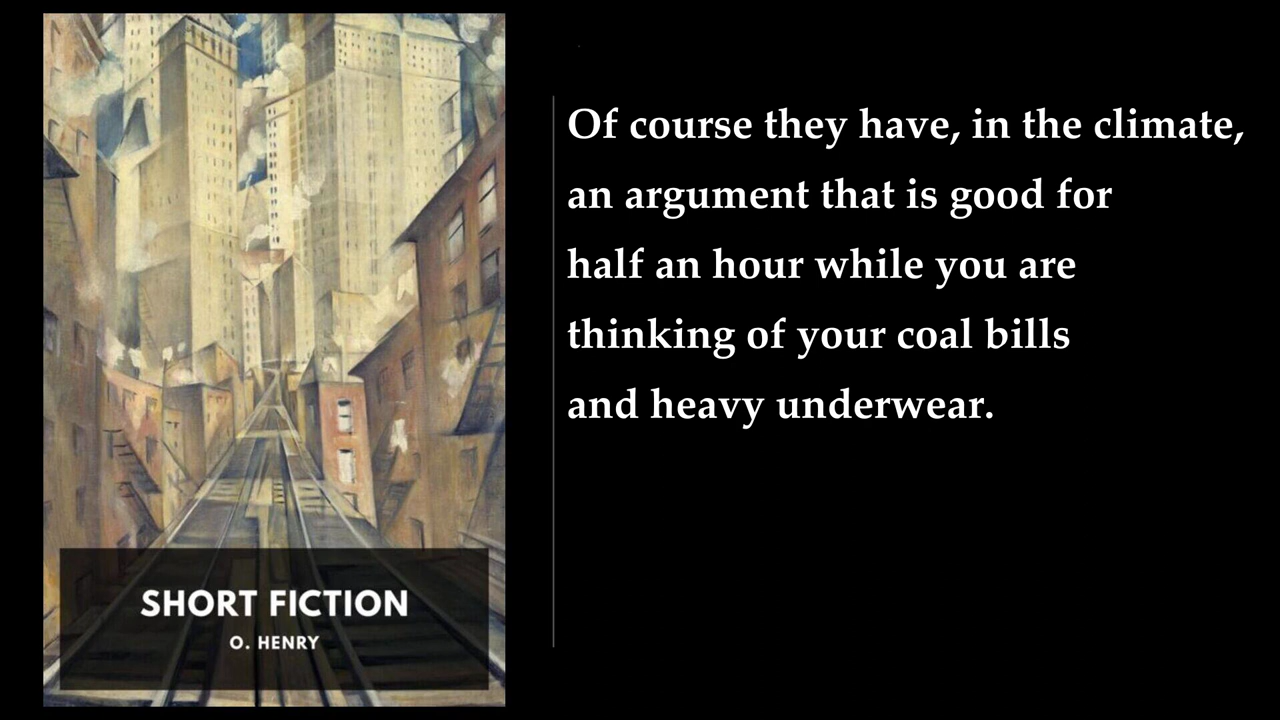 Of course they have, in the climate,
an argument that is good for
half an hour while you are
thinking of your coal bills
and heavy underwear.
SHORT FICTION
O. HENRY